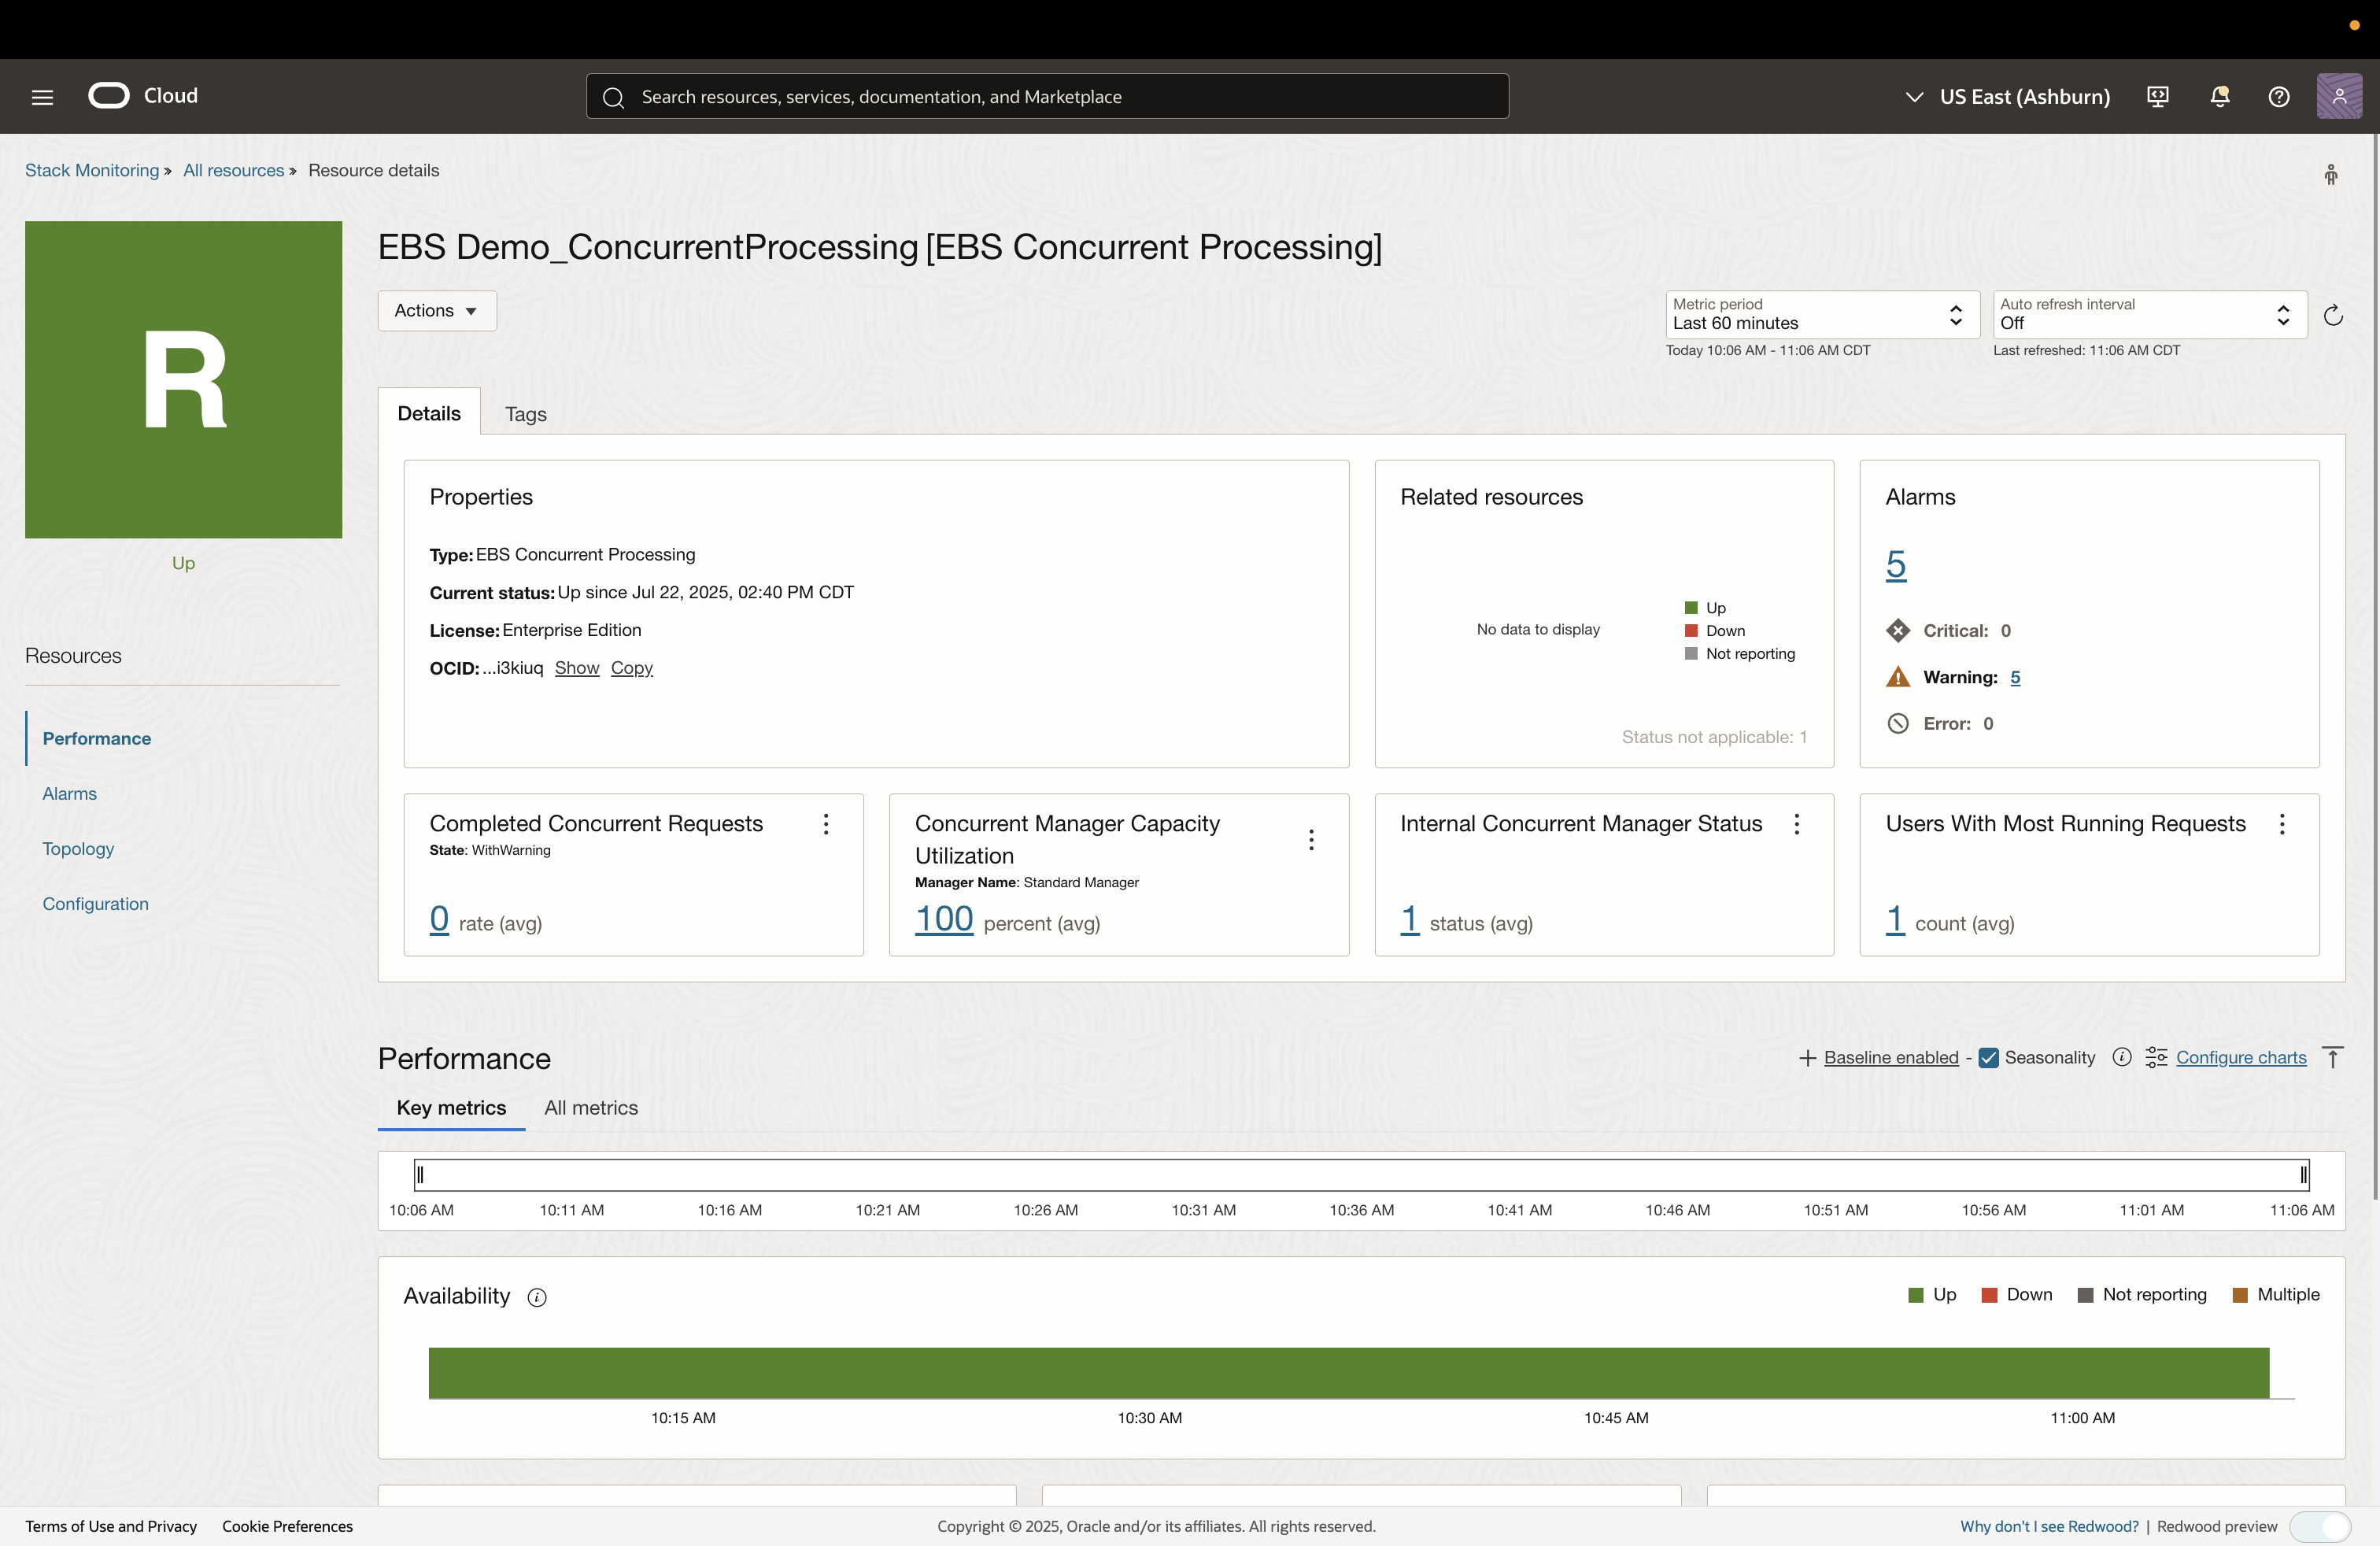 Cloud
Search resources, services, documentation, and Marketplace
US East (Ashburn)
Stack Monitoring » All resources » Resource details
R
Up
Resources
Performance
Alarms
Topology
Configuration
EBS Demo_ConcurrentProcessing [EBS Concurrent Processing]
Actions
Metric period
Last 60 minutes
Today 10:06 AM - 11:06 AM CDT
Auto refresh interval
Off
Last refreshed: 11:06 AM CDT
Details
Tags
Properties
Type: EBS Concurrent Processing
Current status: Up since Jul 22, 2025, 02:40 PM CDT
License: Enterprise Edition
OCID: ...i3kiuq Show Copy
Related resources
No data to display
Up
Down
Not reporting
Status not applicable: 1
Alarms
5
Critical: 0
Warning: 5
Error: 0
Completed Concurrent Requests
State: WithWarning
0 rate (avg)
Concurrent Manager Capacity
Utilization
Manager Name: Standard Manager
100 percent (avg)
Internal Concurrent Manager Status
1 status (avg)
Users With Most Running Requests
1 count (avg)
Performance
Baseline enabled - Seasonality
Configure charts
Key metrics
All metrics
10:06 AM 10:11 AM 10:16 AM 10:21 AM 10:26 AM 10:31 AM 10:36 AM 10:41 AM 10:46 AM 10:51 AM 10:56 AM 11:01 AM 11:06 AM
Availability
Up Down Not reporting Multiple
10:15 AM 10:30 AM 10:45 AM 11:00 AM
Terms of Use and Privacy Cookie Preferences
Copyright © 2025, Oracle and/or its affiliates. All rights reserved.
Why don't I see Redwood? | Redwood preview